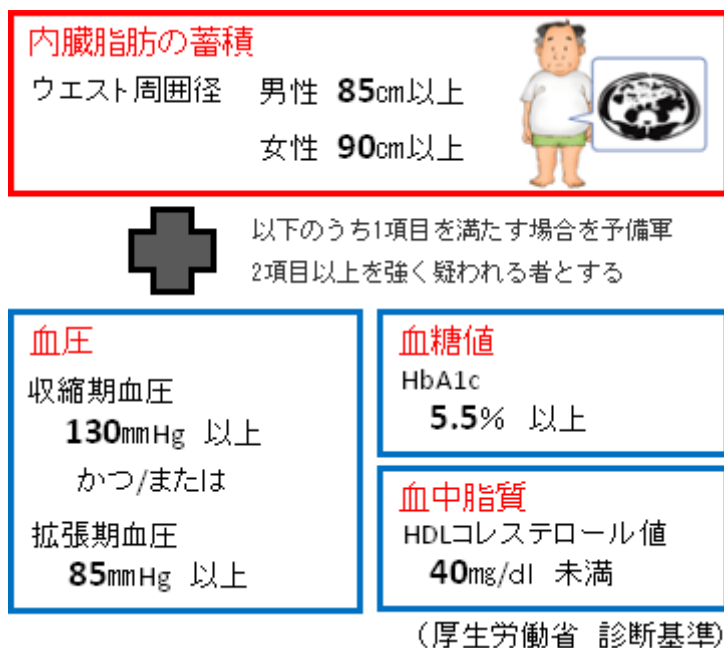 内臓脂肪の蓄積
ウエスト周囲径 男性 85cm以上
女性 90cm以上
以下のうち1項目を満たす場合を予備軍
2項目以上を強く疑われる者とする
血圧
収縮期血圧
130mmHg 以上
かつ/または
拡張期血圧
85mmHg 以上
血糖値
HbA1c
5.5% 以上
血中脂質
HDLコレステロール値
40mg/dl 未満
(厚生労働省 診断基準)